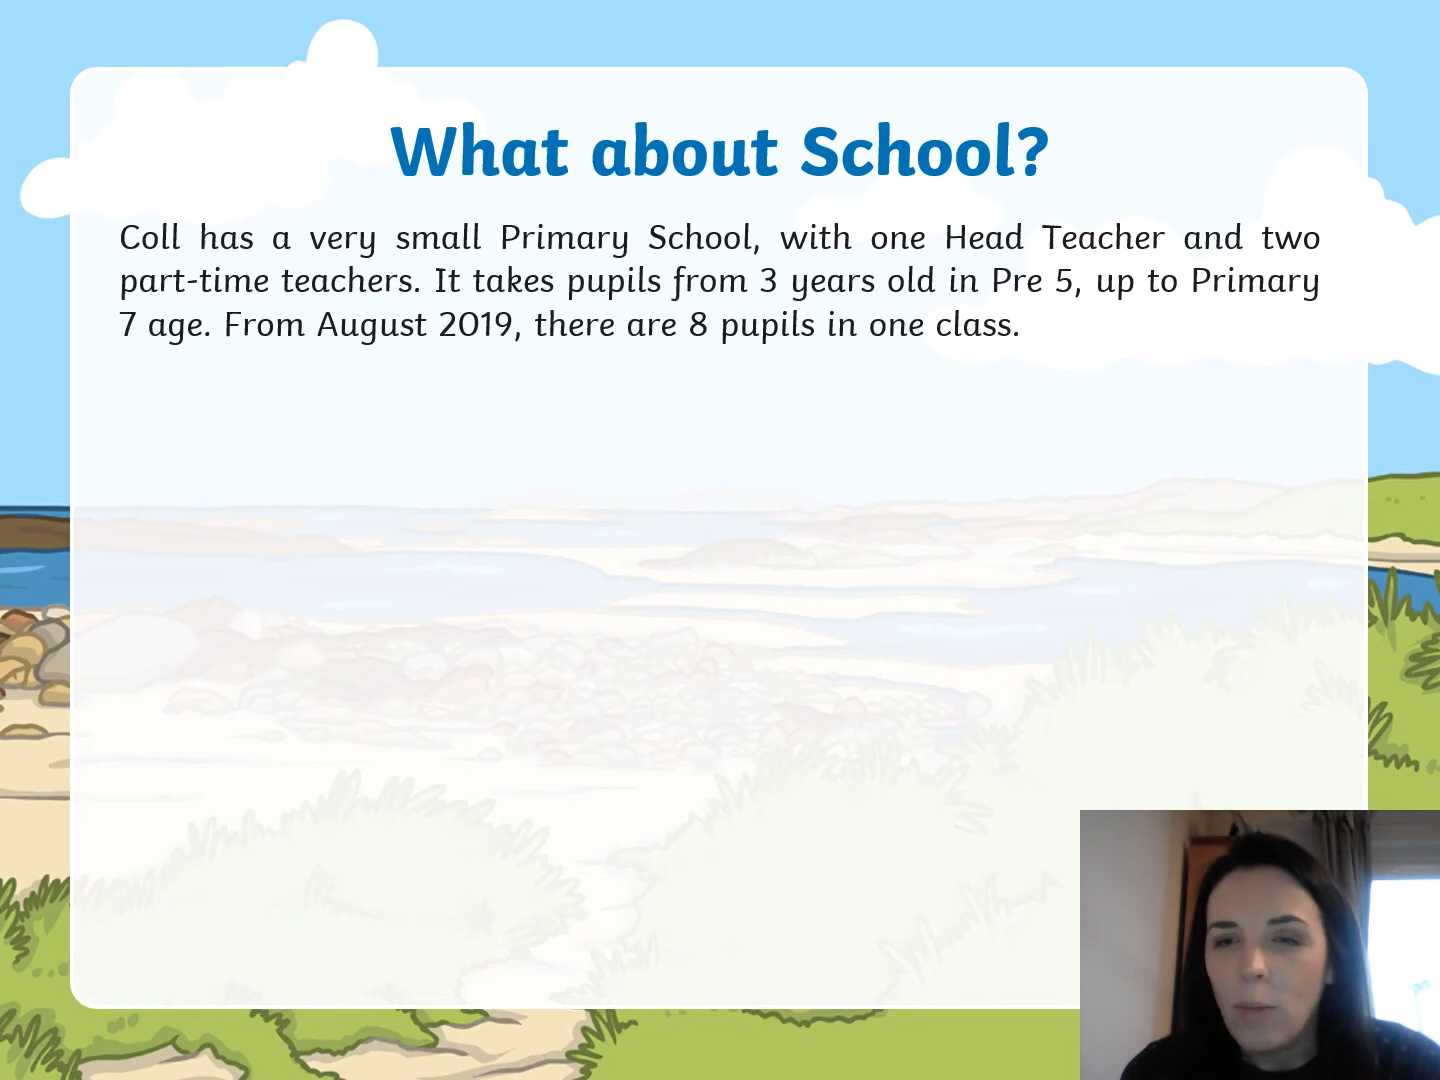 What about School?
Coll has a very small Primary School, with one Head Teacher and two
part-time teachers. It takes pupils from 3 years old in Pre 5, up to Primary
7 age. From August 2019, there are 8 pupils in one class.